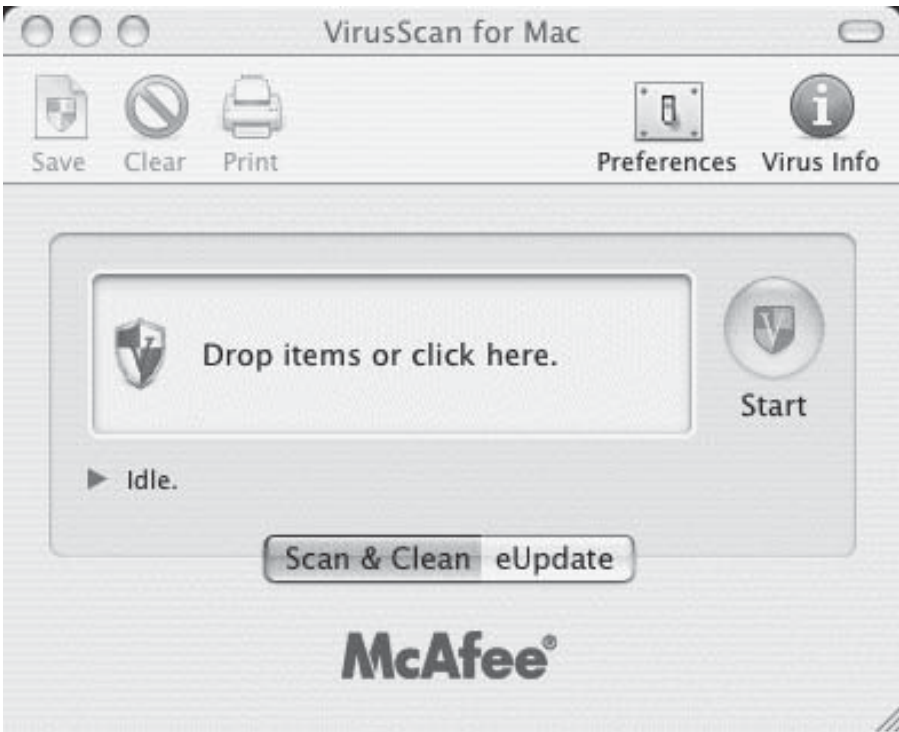 VirusScan for Mac
Save Clear Print Preferences Virus Info
Drop items or click here.
Start
Idle.
Scan & Clean eUpdate
McAfee®